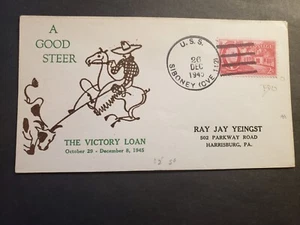 A
GOOD
STEER
THE VICTORY LOAN
October 29 - December 8, 1945
U.S.S.
26
DEC
1945
SIBONEY (CVE 112)
RAY JAY YEINGST
502 PARKWAY ROAD
HARRISBURG, PA.